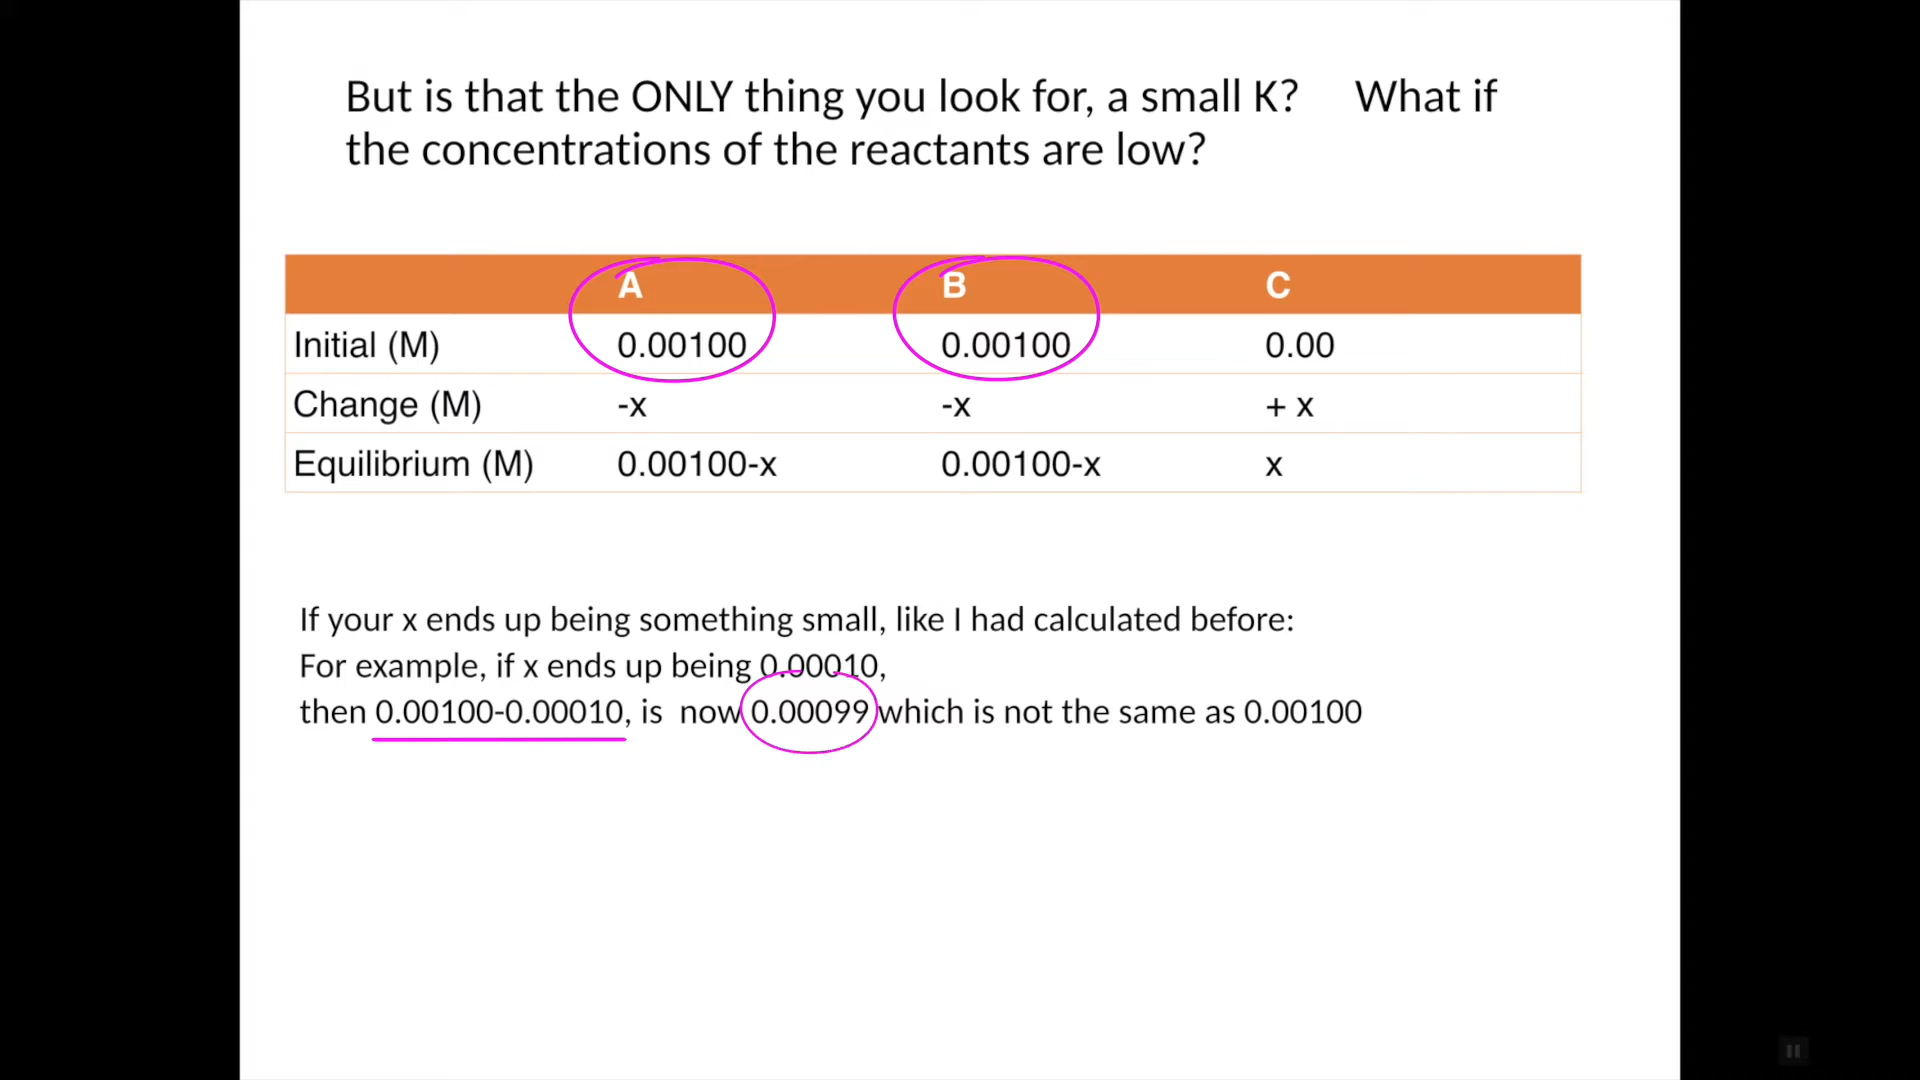 But is that the ONLY thing you look for, a small K? What if
the concentrations of the reactants are low?
A B C
Initial (M) 0.00100 0.00100 0.00
Change (M) -x -x + x
Equilibrium (M) 0.00100-x 0.00100-x x
If your x ends up being something small, like I had calculated before:
For example, if x ends up being 0.00010,
then 0.00100-0.00010, is now 0.00099 which is not the same as 0.00100